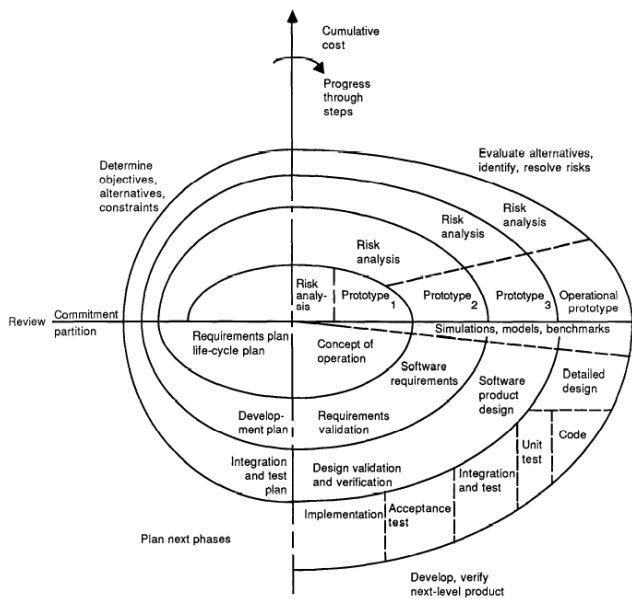 Cumulative
cost
Progress
through
steps
Determine
objectives,
alternatives,
constraints
Evaluate alternatives,
identify, resolve risks
Risk
analysis
Risk
analysis
Risk
analysis
Risk
analy-
sis
Prototype
1
Prototype
2
Prototype
3
Operational
prototype
Review
Commitment
partition
Simulations, models, benchmarks
Requirements plan
life-cycle plan
Concept of
operation
Software
requirements
Software
product
design
Detailed
design
Develop-
ment plan
Requirements
validation
Code
Unit
test
Integration
and test
plan
Design validation
and verification
Integration
and test
Acceptance
test
Implementation
Plan next phases
Develop, verify
next-level product